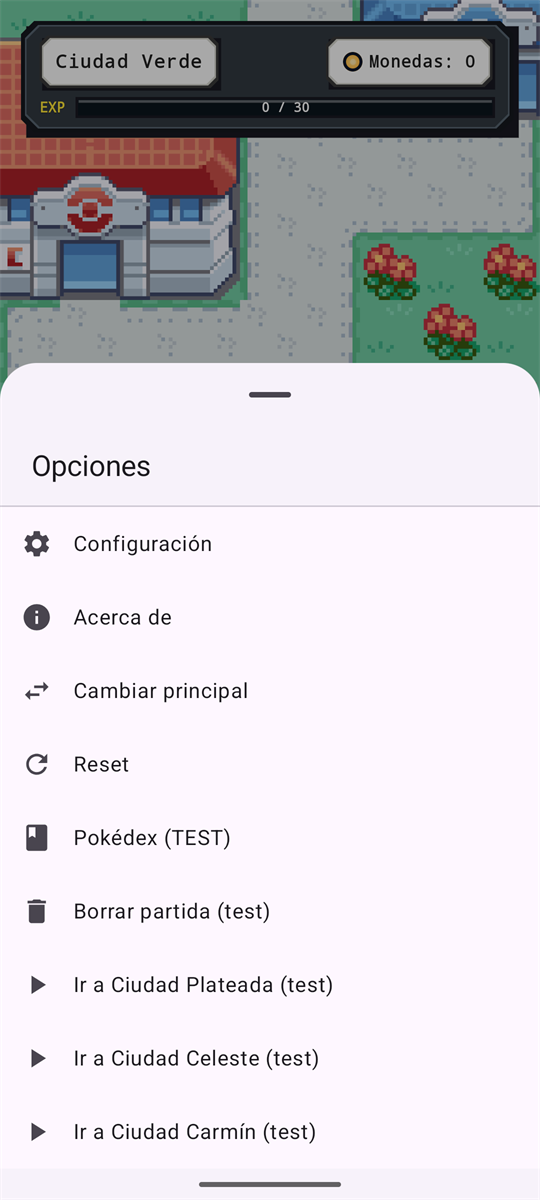 Ciudad Verde
Monedas: 0
EXP
0 / 30
Opciones
Configuración
Acerca de
Cambiar principal
Reset
Pokédex (TEST)
Borrar partida (test)
Ir a Ciudad Plateada (test)
Ir a Ciudad Celeste (test)
Ir a Ciudad Carmín (test)